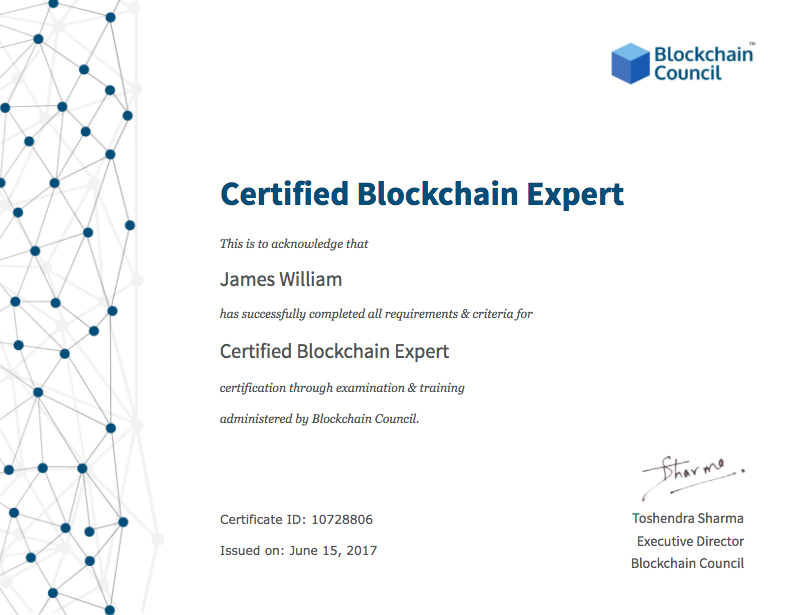 Blockchain™
Council
Certified Blockchain Expert
This is to acknowledge that
James William
has successfully completed all requirements & criteria for
Certified Blockchain Expert
certification through examination & training
administered by Blockchain Council.
Sharma
Certificate ID: 10728806
Issued on: June 15, 2017
Toshendra Sharma
Executive Director
Blockchain Council